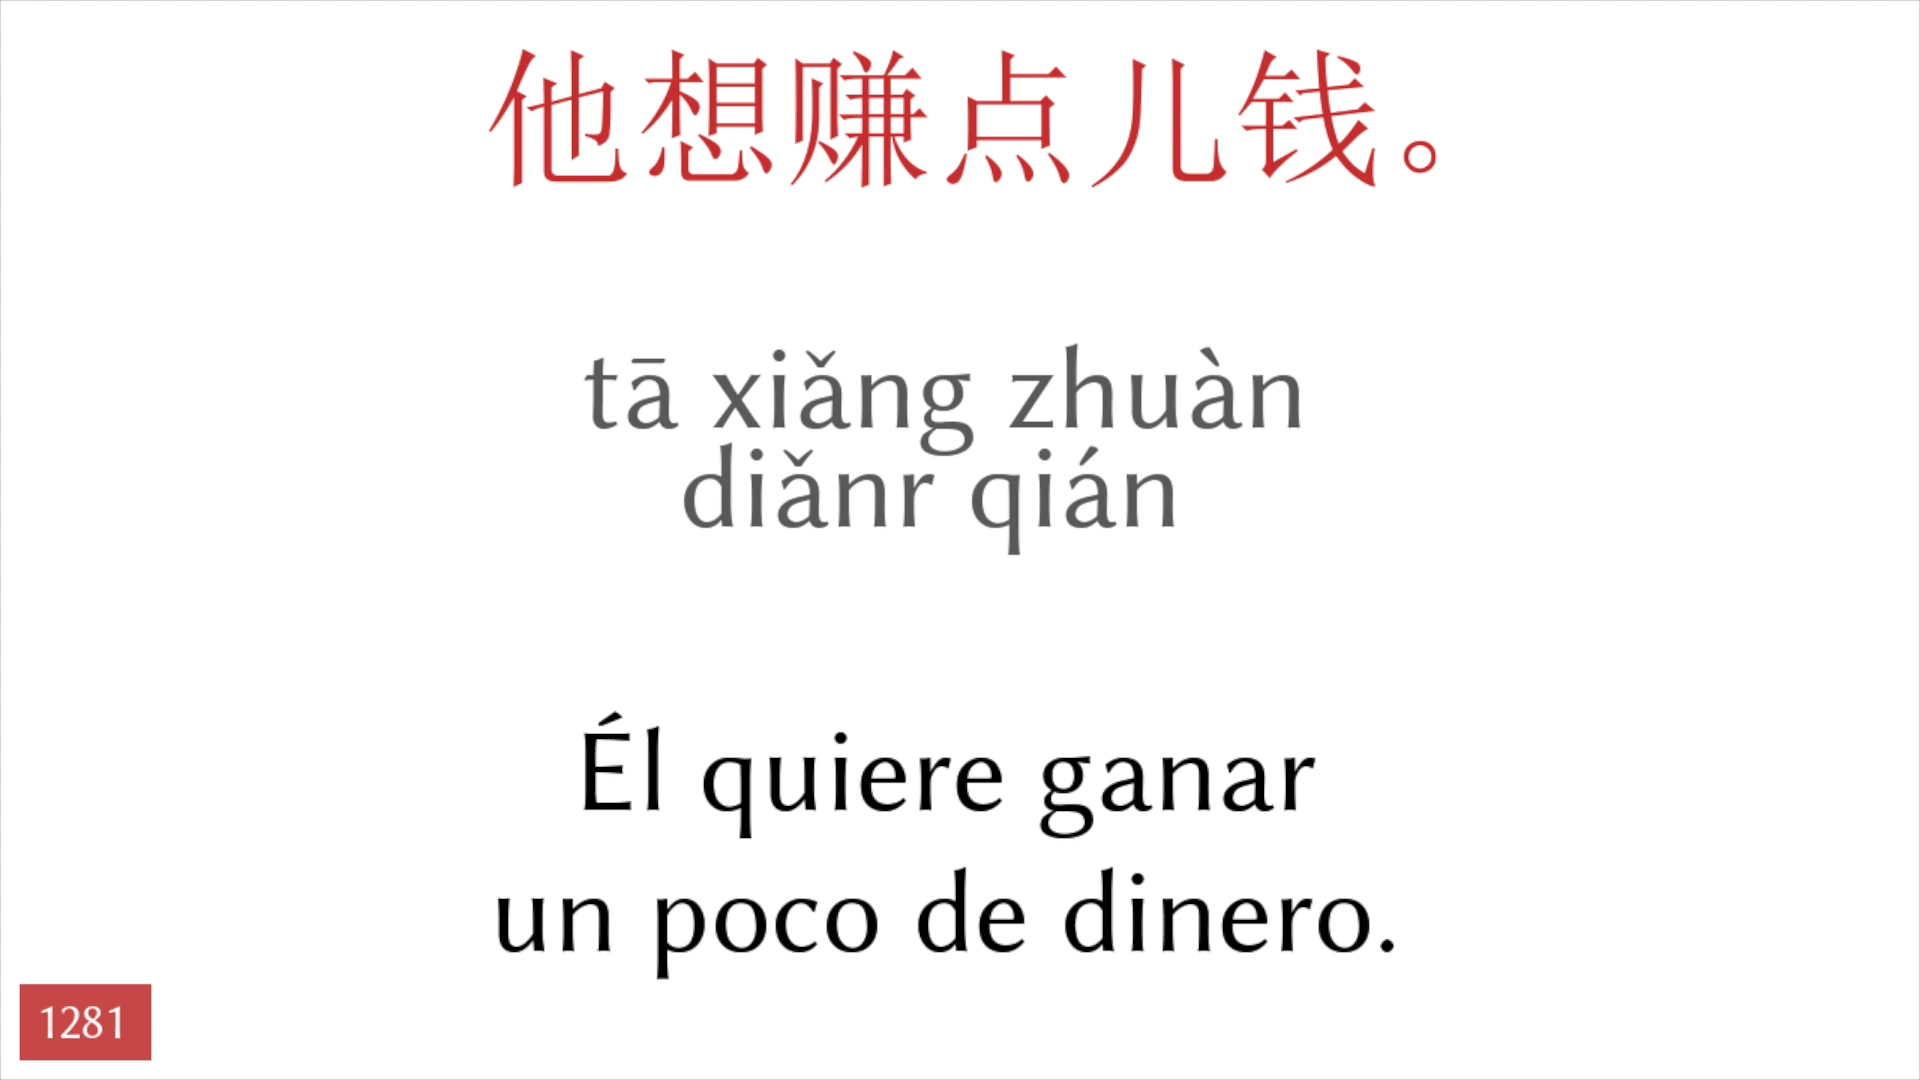 他想赚点儿钱。
tā xiǎng zhuàn
diǎnr qián
Él quiere ganar
un poco de dinero.
1281